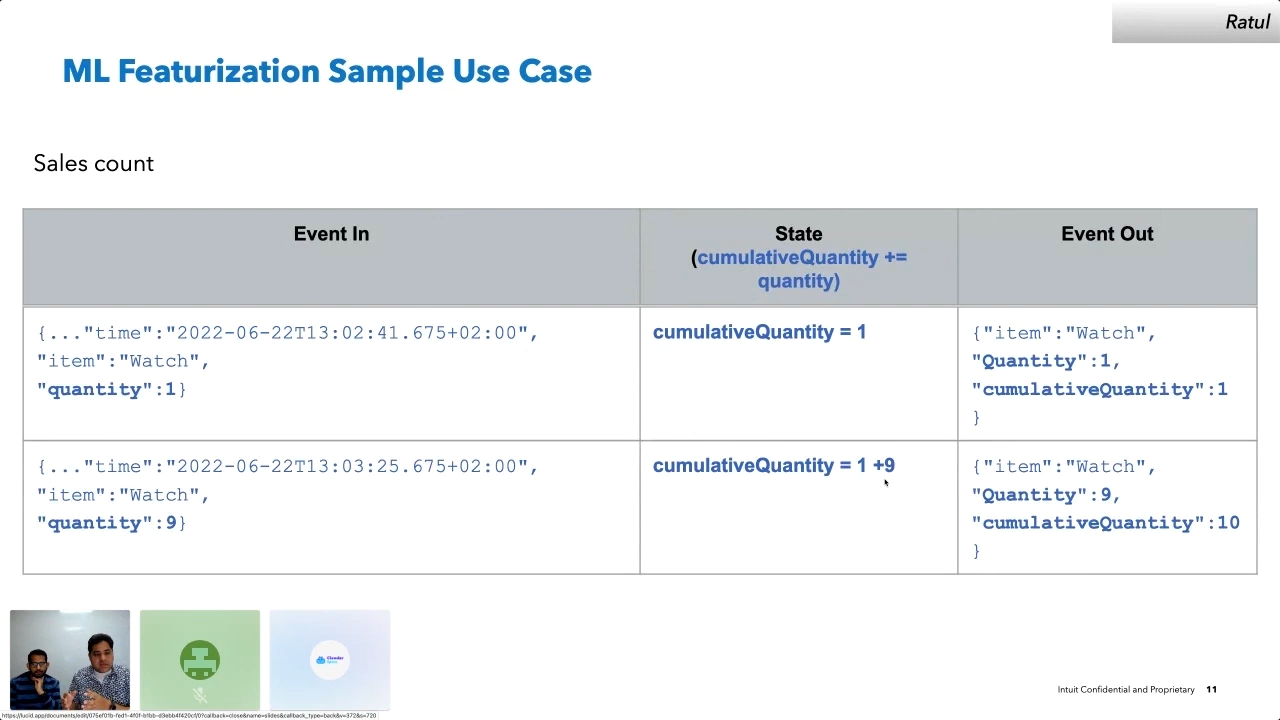 Ratul
ML Featurization Sample Use Case
Sales count
Event In
State
(cumulativeQuantity +=
quantity)
Event Out
{..."time":"2022-06-22T13:02:41.675+02:00",
"item":"Watch",
"quantity":1}
cumulativeQuantity = 1
{"item":"Watch",
"Quantity":1,
"cumulativeQuantity":1
}
{..."time":"2022-06-22T13:03:25.675+02:00",
"item":"Watch",
"quantity":9}
cumulativeQuantity = 1 +9
{"item":"Watch",
"Quantity":9,
"cumulativeQuantity":10
}
Intuit Confidential and Proprietary 11